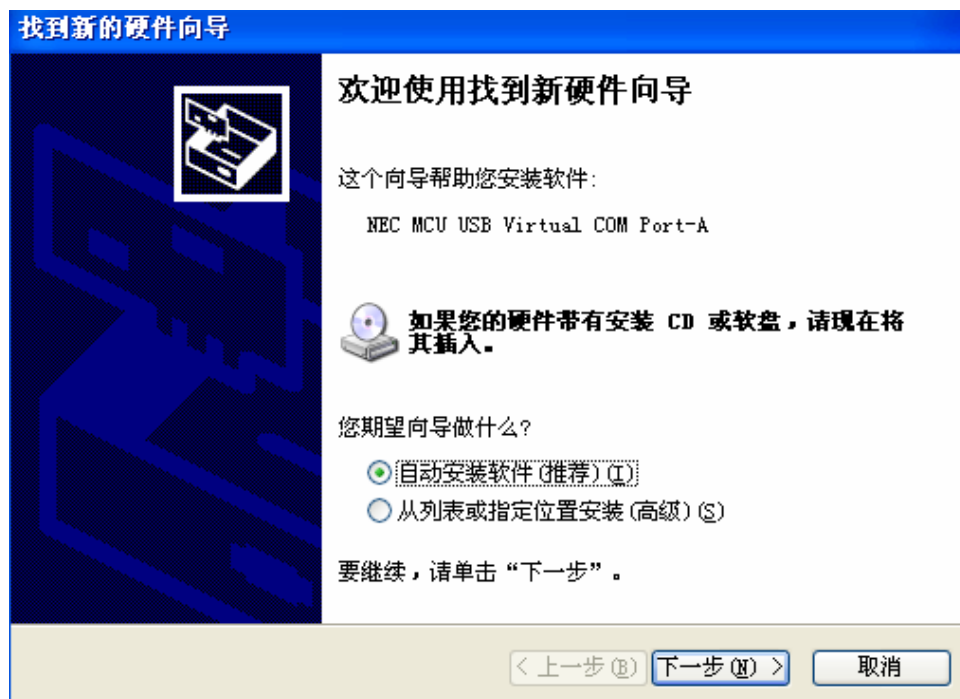 找到新的硬件向导
欢迎使用找到新硬件向导
这个向导帮助您安装软件:
NEC MCU USB Virtual COM Port-A
如果您的硬件带有安装 CD 或软盘，请现在将
其插入。
您期望向导做什么?
自动安装软件(推荐)(I)
从列表或指定位置安装(高级)(S)
要继续，请单击“下一步”。
< 上一步(B)
下一步(N) >
取消